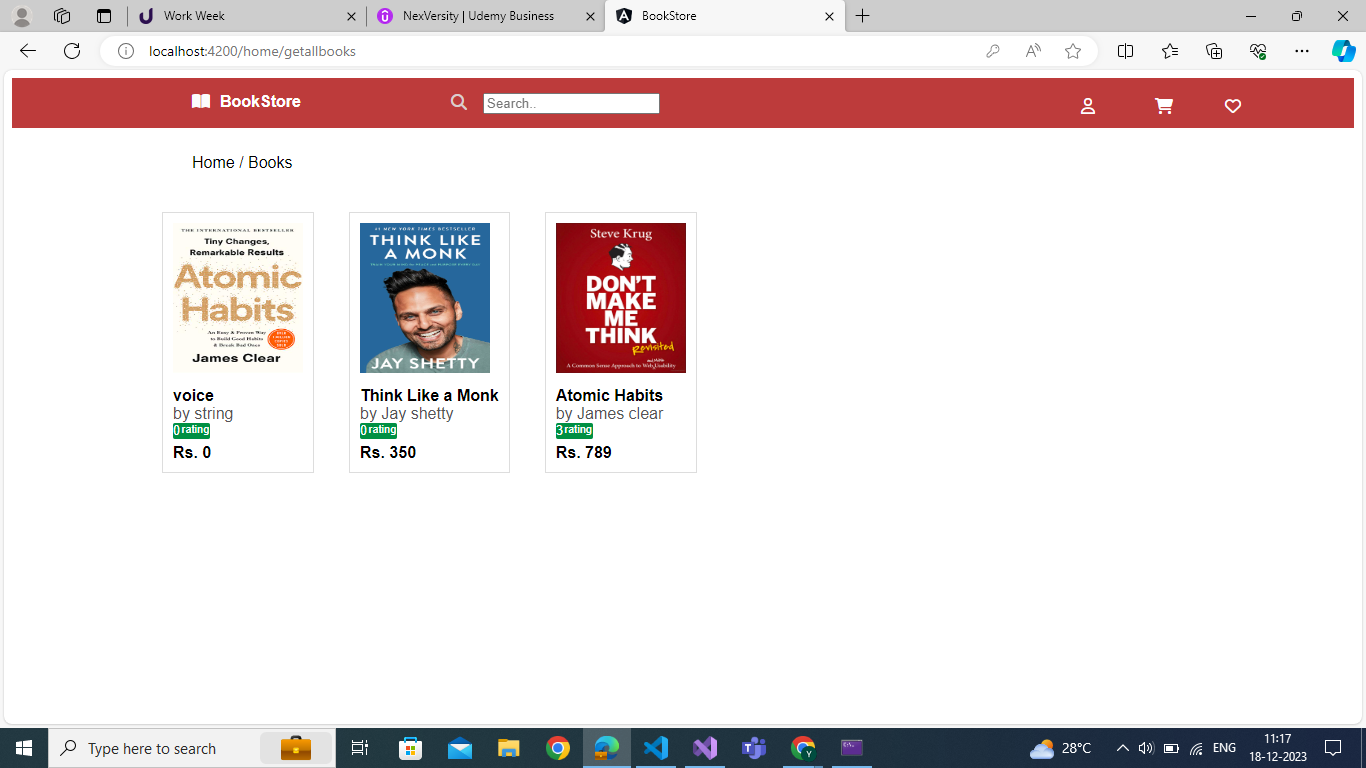 Work Week
NexVersity | Udemy Business
BookStore
localhost:4200/home/getallbooks
BookStore
Search..
Home / Books
THE INTERNATIONAL BESTSELLER
Tiny Changes,
Remarkable Results
Atomic
Habits
An Easy & Proven Way
to Build Good Habits
& Break Bad Ones
James Clear
voice
by string
0 rating
Rs. 0
#1 NEW YORK TIMES BESTSELLER
THINK LIKE
A MONK
JAY SHETTY
Think Like a Monk
by Jay shetty
0 rating
Rs. 350
Steve Krug
DON'T
MAKE
ME
THINK
Revisited
A Common Sense Approach to Web Usability
and Mobile
Atomic Habits
by James clear
3 rating
Rs. 789
Type here to search
28°C
ENG
11:17
18-12-2023